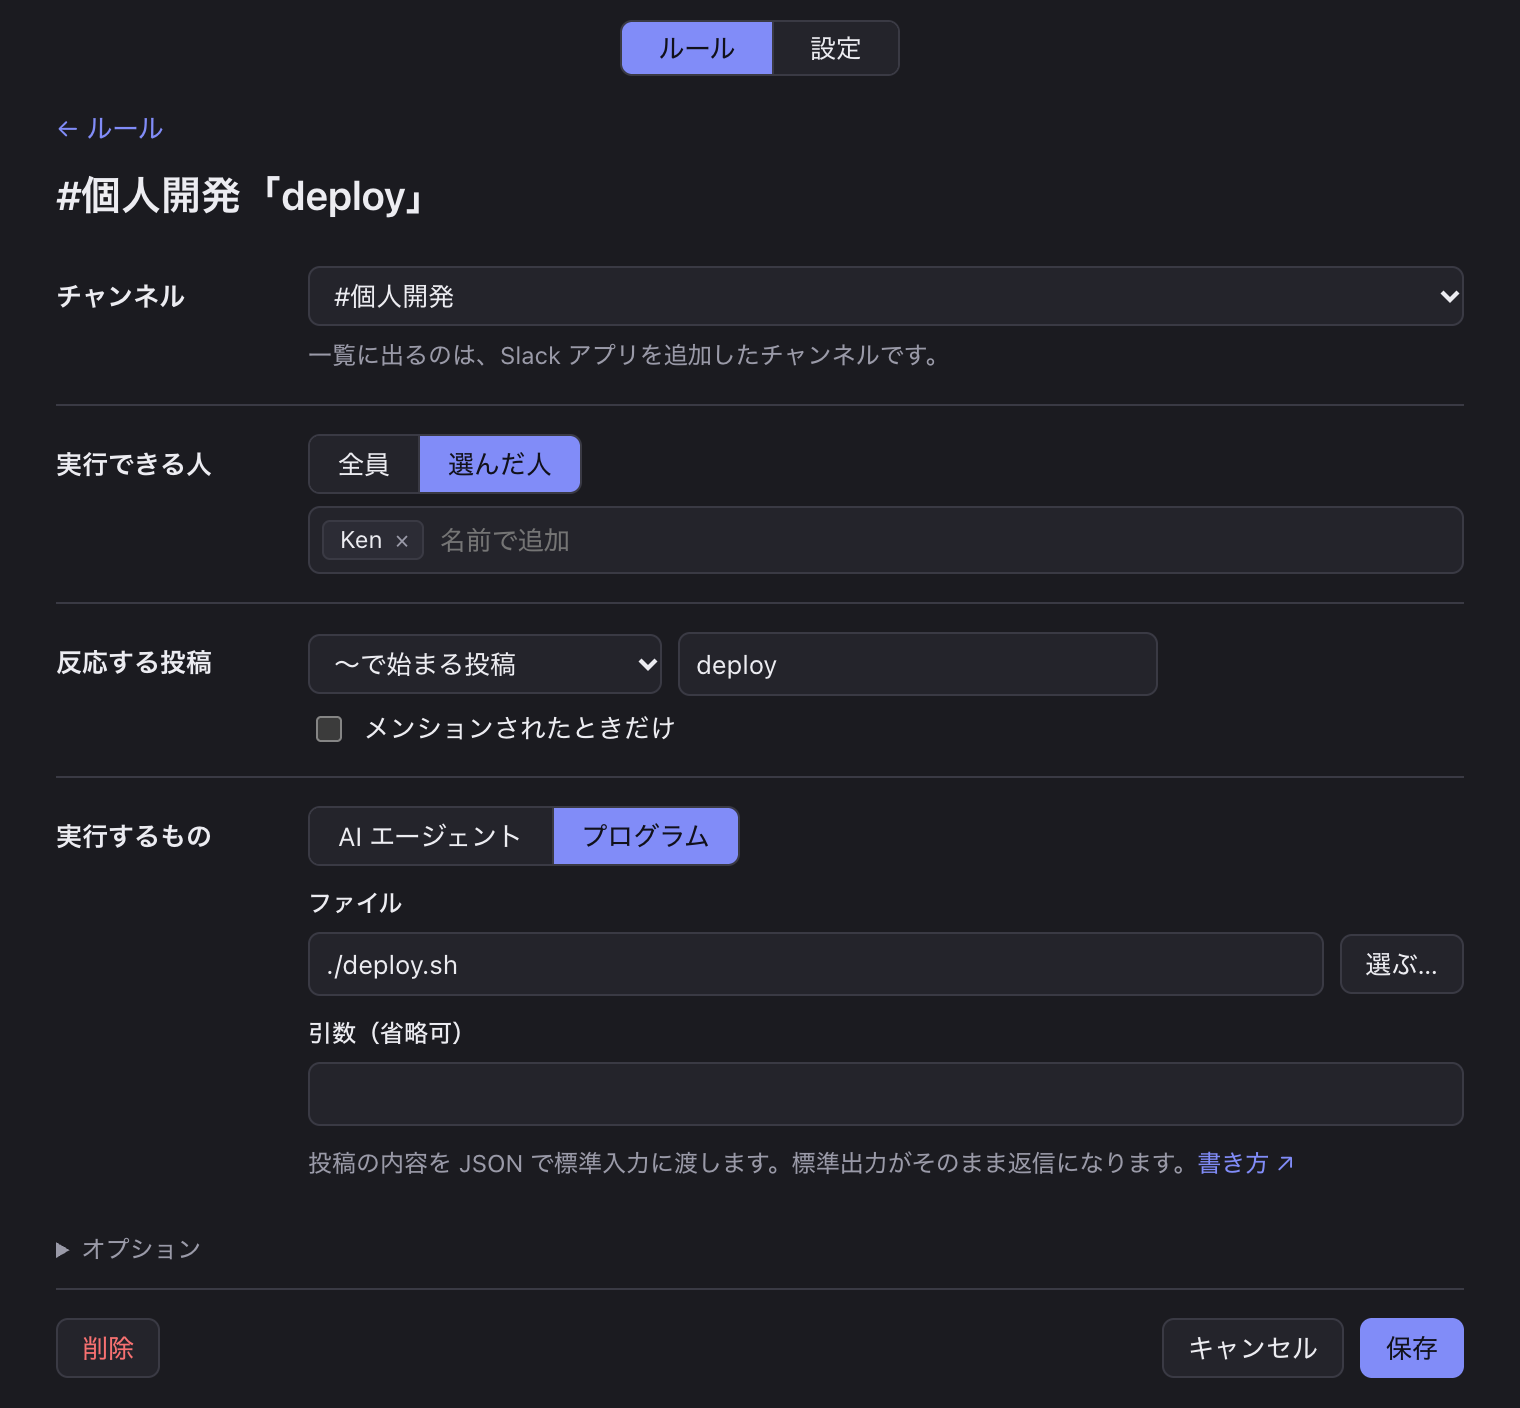 ルール 設定
← ルール
#個人開発「deploy」
チャンネル #個人開発
一覧に出るのは、Slack アプリを追加したチャンネルです。
実行できる人 全員 選んだ人
Ken × 名前で追加
反応する投稿 〜で始まる投稿 deploy
メンションされたときだけ
実行するもの AI エージェント プログラム
ファイル
./deploy.sh 選ぶ...
引数（省略可）
投稿の内容を JSON で標準入力に渡します。標準出力がそのまま返信になります。書き方 ↗
▶ オプション
削除 キャンセル 保存